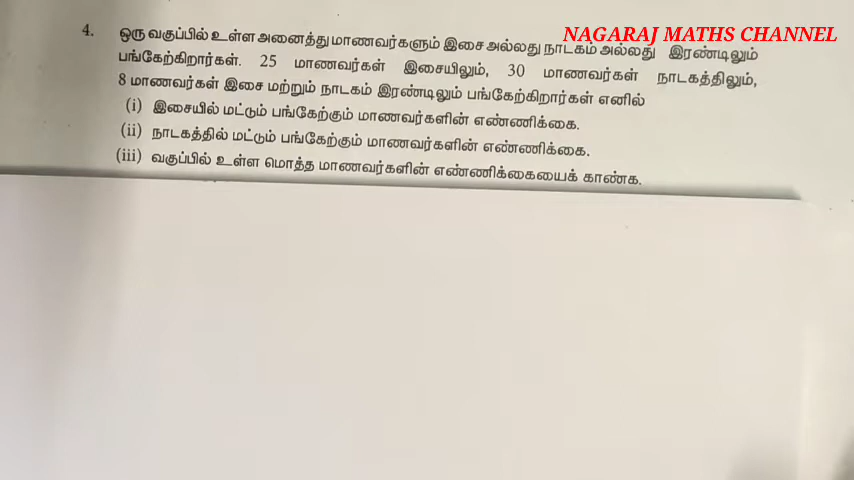 NAGARAJ MATHS CHANNEL
4. ஒரு வகுப்பில் உள்ள அனைத்து மாணவர்களும் இசை அல்லது நாடகம் அல்லது இரண்டிலும்
பங்கேற்கிறார்கள். 25 மாணவர்கள் இசையிலும், 30 மாணவர்கள் நாடகத்திலும்,
8 மாணவர்கள் இசை மற்றும் நாடகம் இரண்டிலும் பங்கேற்கிறார்கள் எனில்
(i) இசையில் மட்டும் பங்கேற்கும் மாணவர்களின் எண்ணிக்கை.
(ii) நாடகத்தில் மட்டும் பங்கேற்கும் மாணவர்களின் எண்ணிக்கை.
(iii) வகுப்பில் உள்ள மொத்த மாணவர்களின் எண்ணிக்கையைக் காண்க.